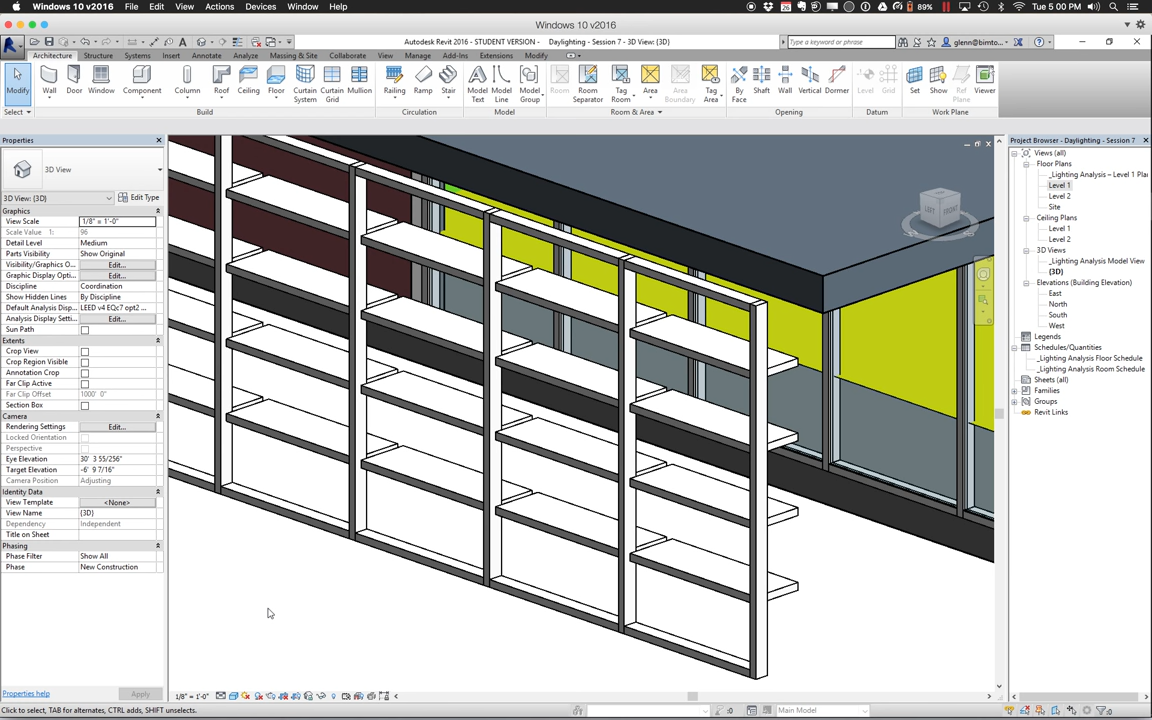 Windows 10 v2016 File Edit View Actions Devices Window Help 26 89% Tue 5:00 PM
Windows 10 v2016
Autodesk Revit 2016 - STUDENT VERSION - Daylighting - Session 7 - 3D View: {3D} Type a keyword or phrase glenn@bimto...
Architecture Structure Systems Insert Annotate Analyze Massing & Site Collaborate View Manage Add-Ins Extensions Modify
Modify Wall Door Window Component Column Roof Ceiling Floor Curtain System Curtain Grid Mullion Railing Ramp Stair Model Text Model Line Model Group Room Room Separator Tag Room Area Area Boundary Tag Area By Face Shaft Wall Vertical Dormer Level Grid Set Show Ref Plane Viewer
Select Build Circulation Model Room & Area Opening Datum Work Plane
Properties
3D View
3D View: {3D} Edit Type
Graphics
View Scale 1/8" = 1'-0"
Scale Value 1: 96
Detail Level Medium
Parts Visibility Show Original
Visibility/Graphics O... Edit...
Graphic Display Opti... Edit...
Discipline Coordination
Show Hidden Lines By Discipline
Default Analysis Disp... LEED v4 EQc7 opt2 ...
Analysis Display Setti... Edit...
Sun Path
Extents
Crop View
Crop Region Visible
Annotation Crop
Far Clip Active
Far Clip Offset 1000' 0"
Section Box
Camera
Rendering Settings Edit...
Locked Orientation
Perspective
Eye Elevation 30' 3 55/256"
Target Elevation -6' 9 7/16"
Camera Position Adjusting
Identity Data
View Template <None>
View Name {3D}
Dependency Independent
Title on Sheet
Phasing
Phase Filter Show All
Phase New Construction
Properties help Apply
LEFT FRONT
Project Browser - Daylighting - Session 7
Views (all)
Floor Plans
_Lighting Analysis – Level 1 Pla
Level 1
Level 2
Site
Ceiling Plans
Level 1
Level 2
3D Views
_Lighting Analysis Model View
{3D}
Elevations (Building Elevation)
East
North
South
West
Legends
Schedules/Quantities
_Lighting Analysis Floor Schedule
_Lighting Analysis Room Schedule
Sheets (all)
Families
Groups
Revit Links
1/8" = 1'-0"
Click to select, TAB for alternates, CTRL adds, SHIFT unselects. :0 Main Model :0